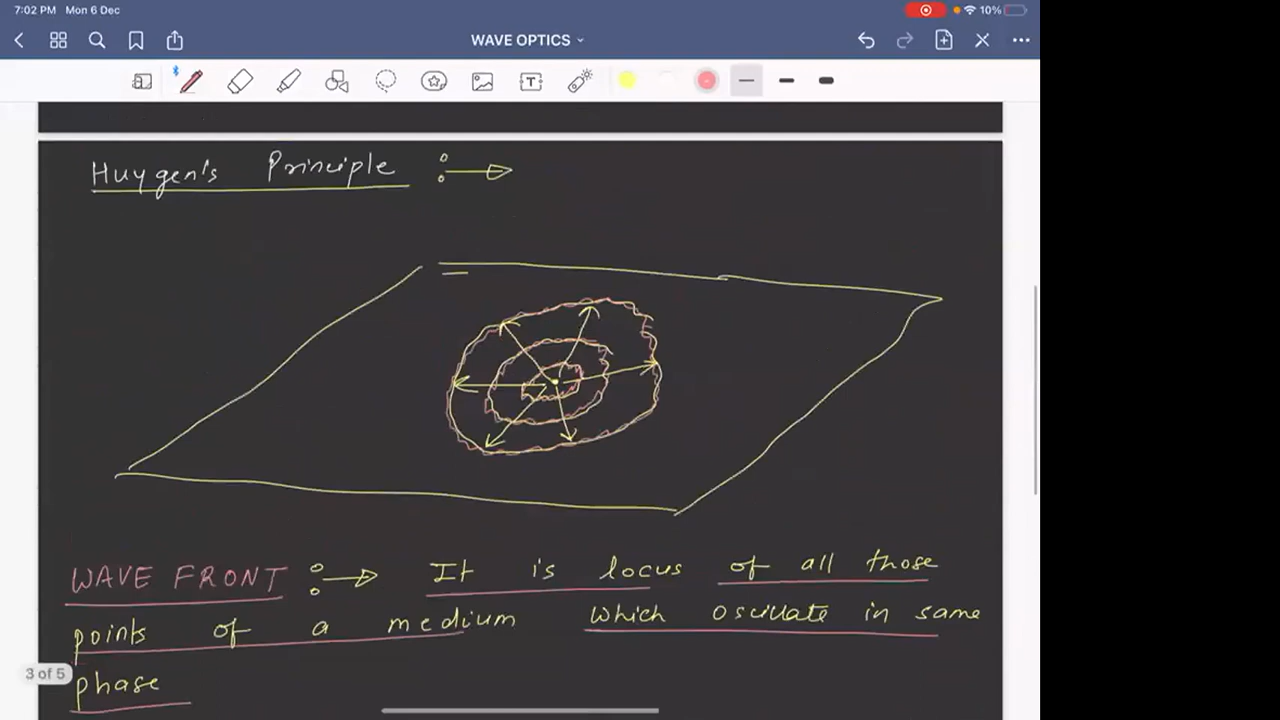 7:02 PM Mon 6 Dec
10%
WAVE OPTICS
Huygen's Principle
WAVE FRONT It is locus of all those
points of a medium which oscillate in same
3 of 5
phase